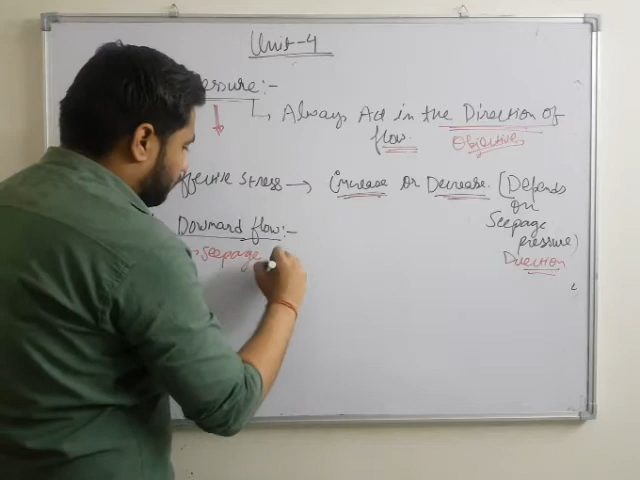 Unit-4
essure:-
Always Act in the Direction of
flow.
Objective
ffective stress → Increase or Decrease. (Depends
on
Seepage
pressure)
Direction
Downward flow:-
Seepage